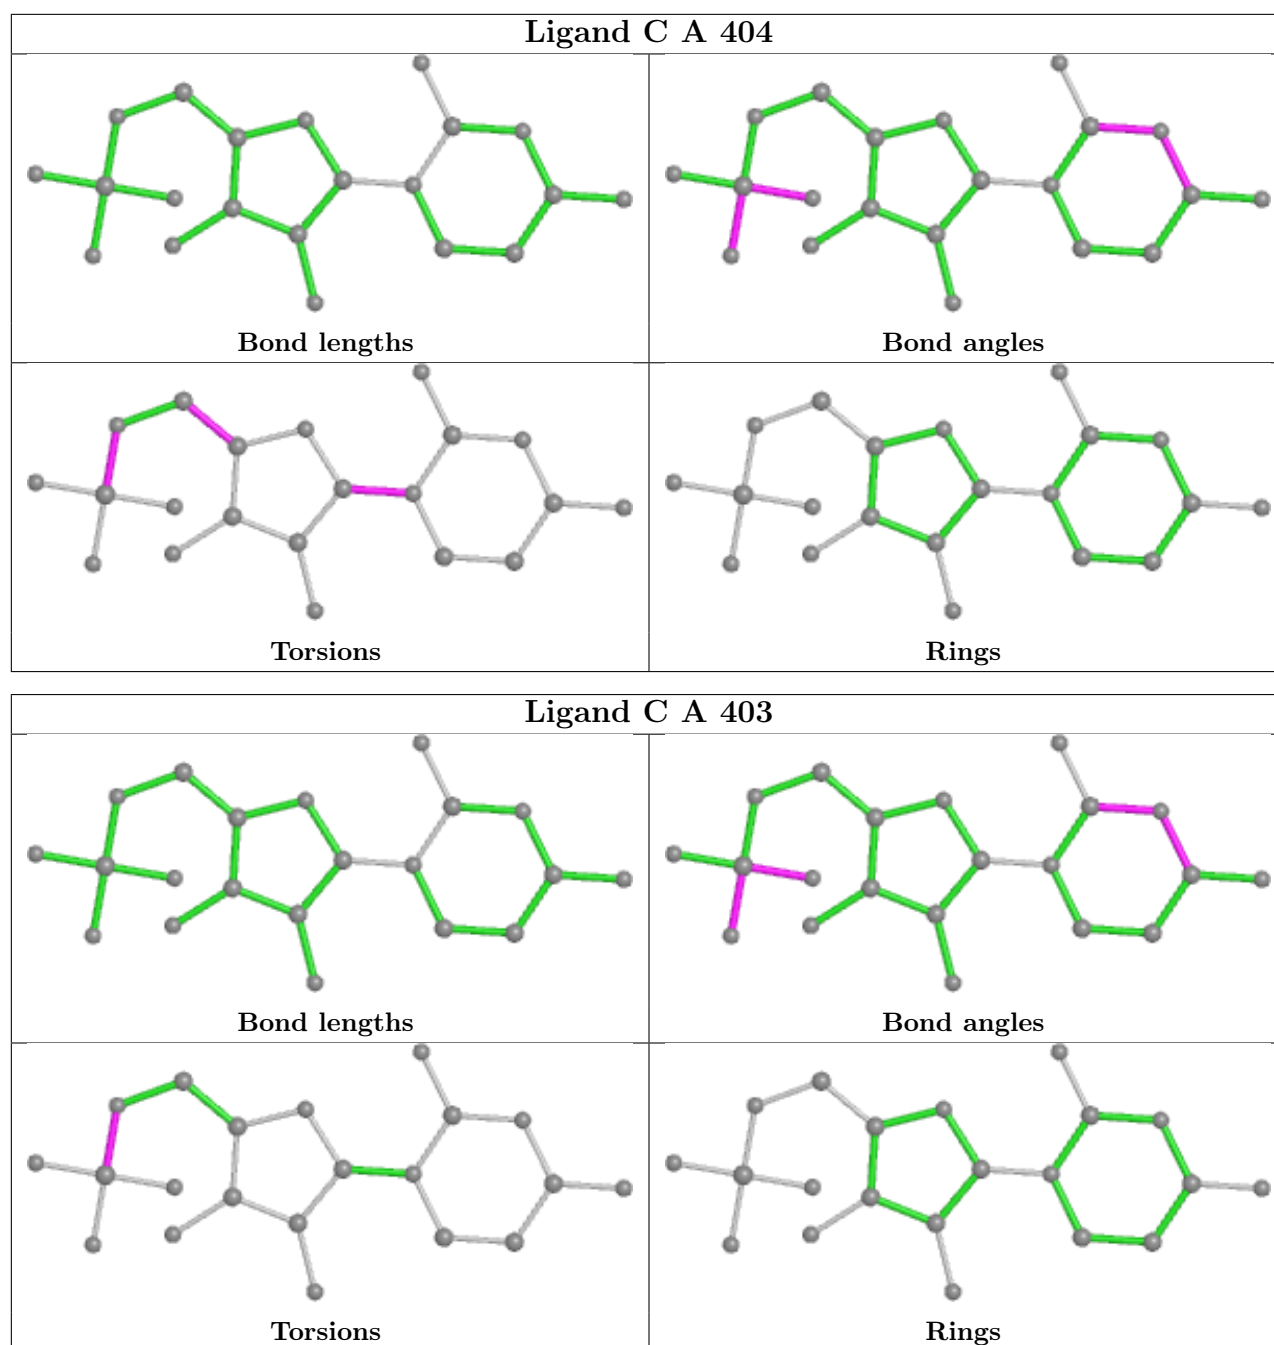 Ligand C A 404
Bond lengths
Bond angles
Torsions
Rings
Ligand C A 403
Bond lengths
Bond angles
Torsions
Rings